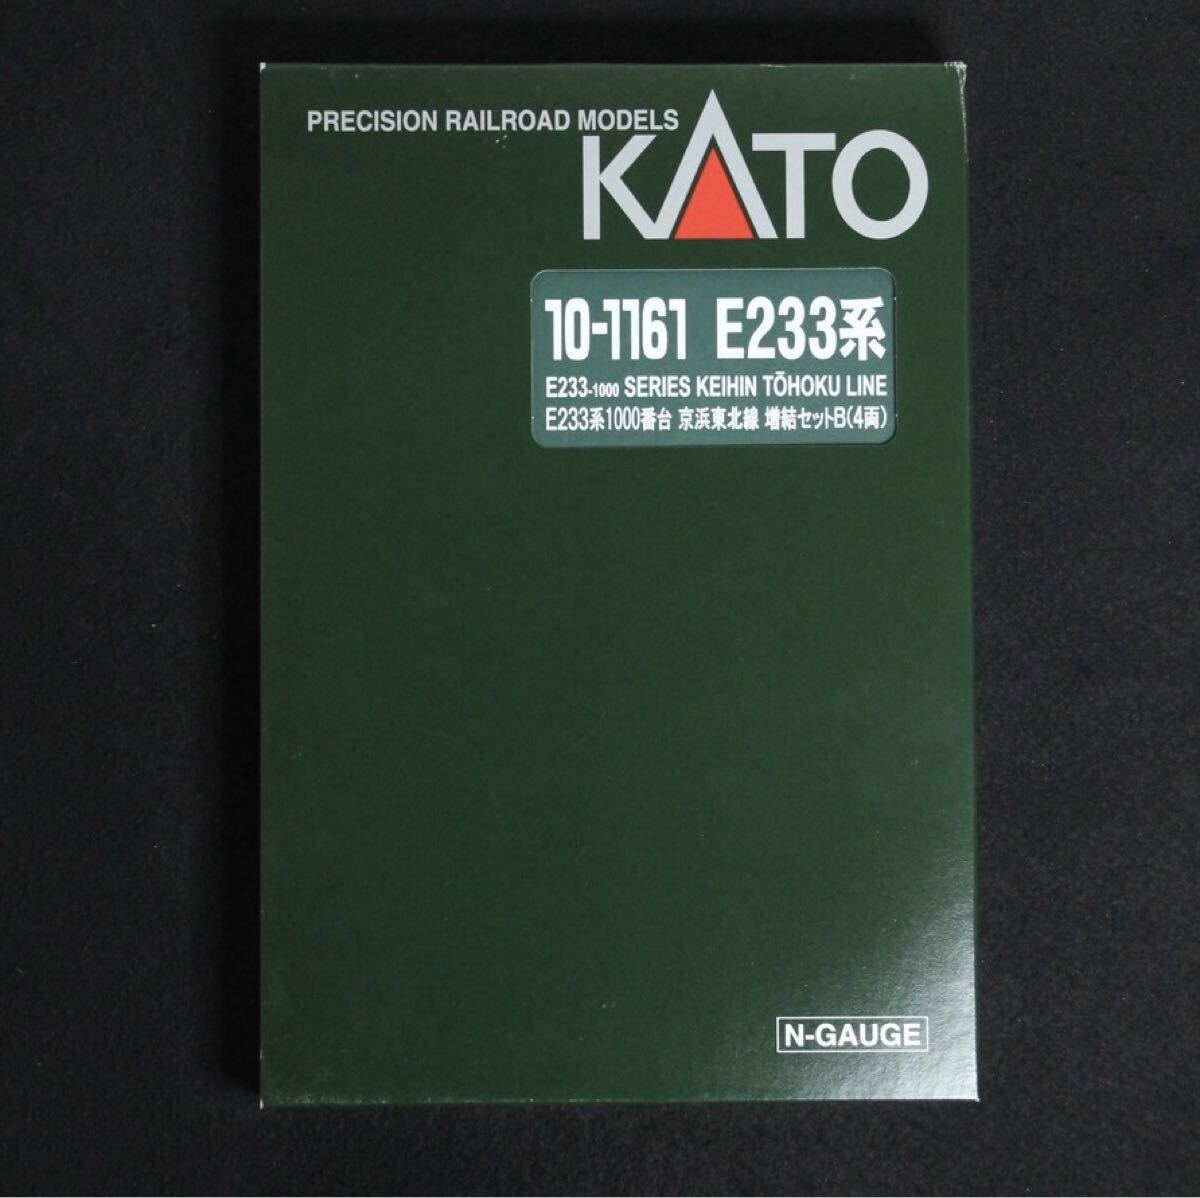 PRECISION RAILROAD MODELS
KATO
10-1161 E233系
E233-1000 SERIES KEIHIN TŌHOKU LINE
E233系1000番台 京浜東北線 増結セットB(4両)
N-GAUGE